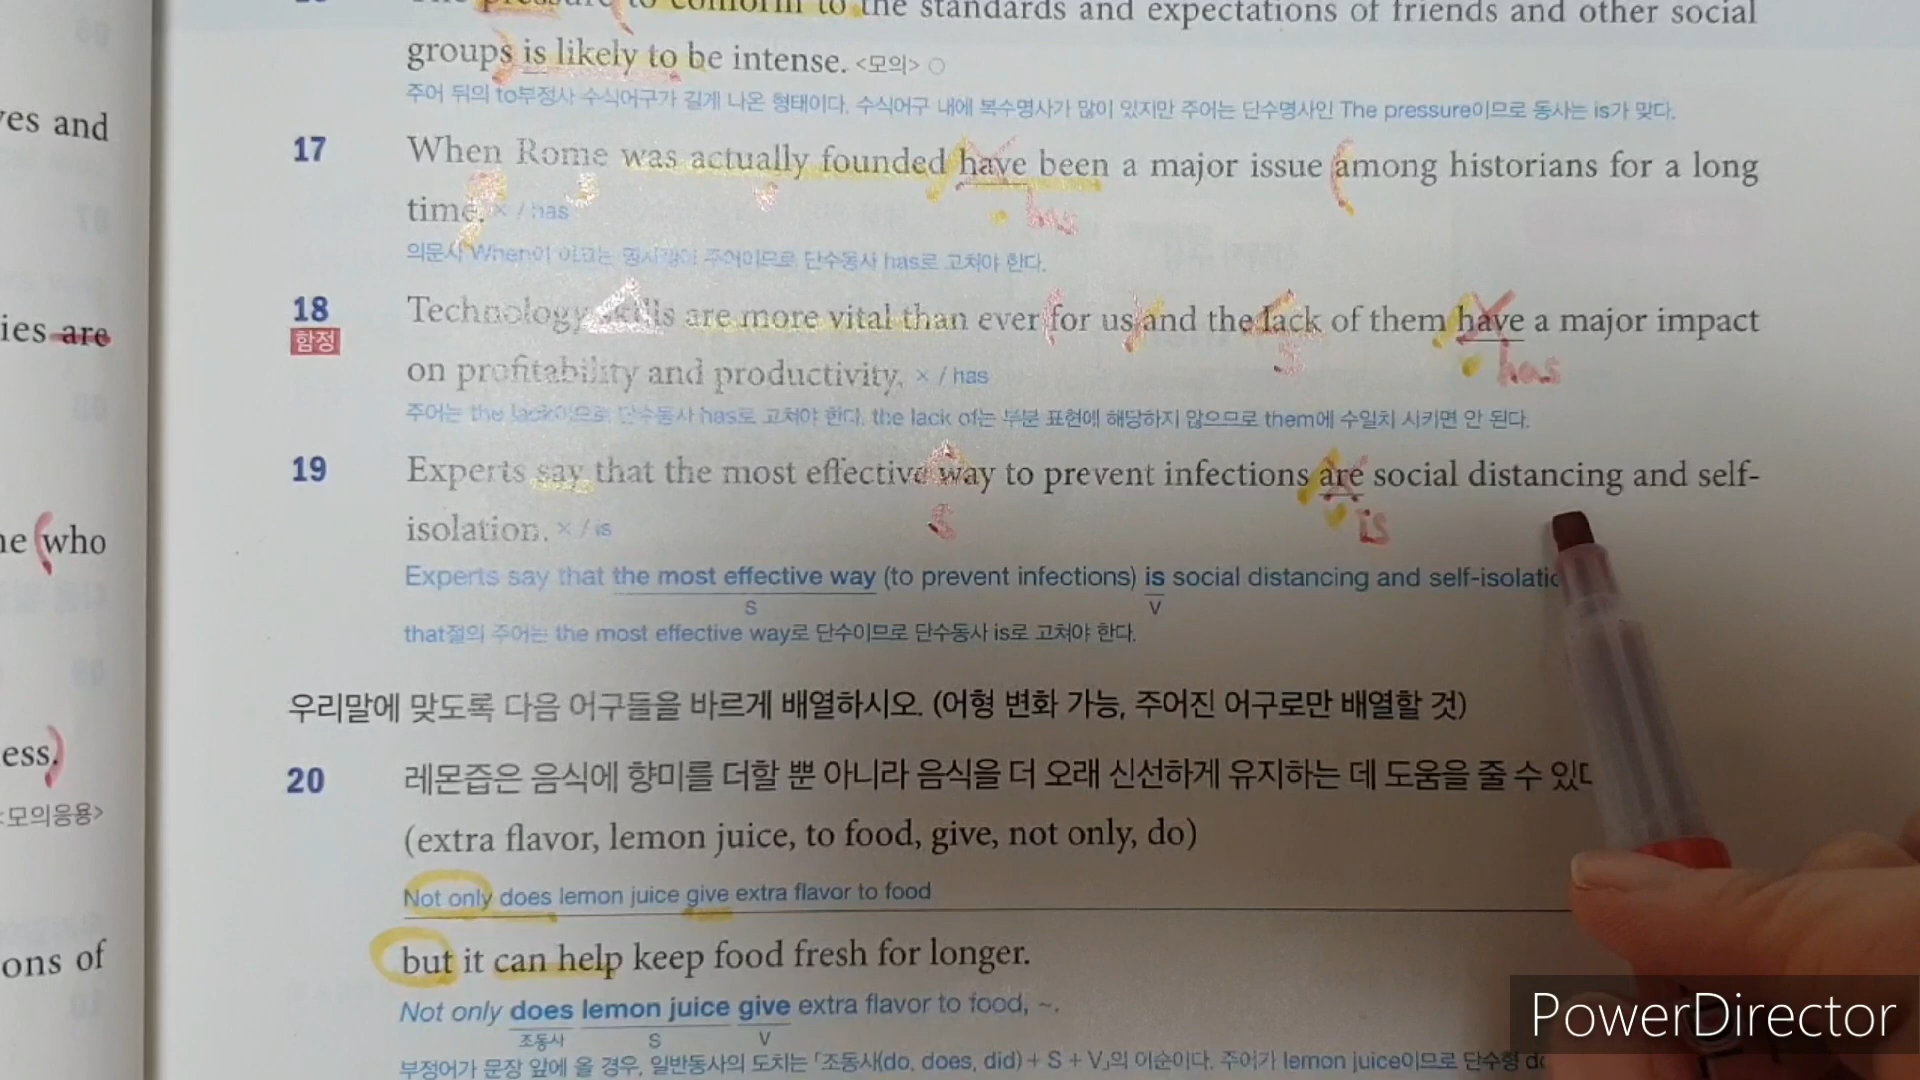 The pressure to conform to the standards and expectations of friends and other social
groups is likely to be intense. <모의> ○
주어 뒤의 to부정사 수식어구가 길게 나온 형태이다. 수식어구 내에 복수명사가 많이 있지만 주어는 단수명사인 The pressure이므로 동사는 is가 맞다.
17 When Rome was actually founded have been a major issue among historians for a long
has
time. × / has
의문사 When이 이끄는 명사절이 주어이므로 단수동사 has로 고쳐야 한다.
18 Technology skills are more vital than ever for us and the lack of them have a major impact
함정
S has
on profitability and productivity. × / has
주어는 the lack이므로 단수동사 has로 고쳐야 한다. the lack of는 부분 표현에 해당하지 않으므로 them에 수일치 시키면 안 된다.
19 Experts say that the most effective way to prevent infections are social distancing and self-
S is
isolation. × / is
Experts say that the most effective way (to prevent infections) is social distancing and self-isolatio
S V
that절의 주어는 the most effective way로 단수이므로 단수동사 is로 고쳐야 한다.
우리말에 맞도록 다음 어구들을 바르게 배열하시오. (어형 변화 가능, 주어진 어구로만 배열할 것)
20 레몬즙은 음식에 향미를 더할 뿐 아니라 음식을 더 오래 신선하게 유지하는 데 도움을 줄 수 있다
(extra flavor, lemon juice, to food, give, not only, do)
Not only does lemon juice give extra flavor to food
but it can help keep food fresh for longer.
Not only does lemon juice give extra flavor to food, ~.
조동사 S V
부정어가 문장 앞에 올 경우, 일반동사의 도치는 「조동사(do, does, did) + S + V」의 어순이다. 주어가 lemon juice이므로 단수형 do
ves and
ies are
ne who
ess.
<모의응용>
ons of
PowerDirector